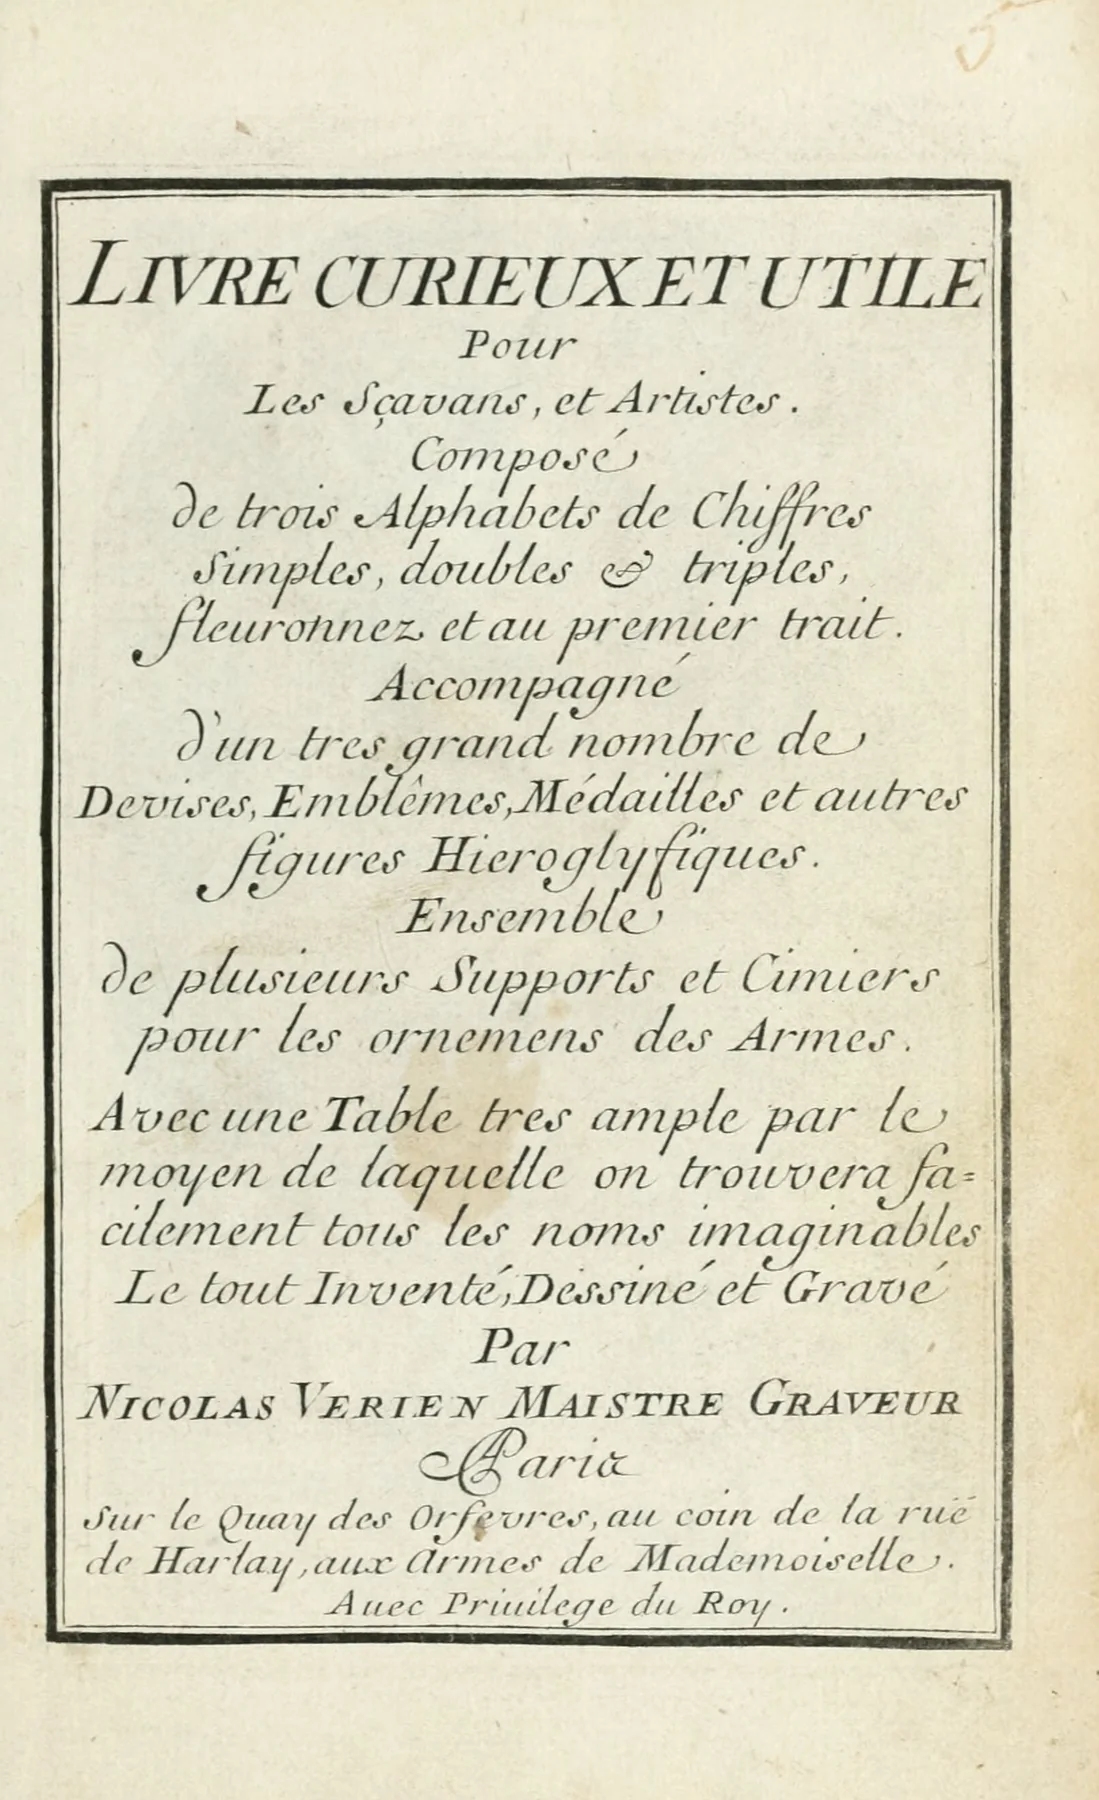 LIVRE CURIEUX ET UTILE
Pour
Les Sçavans, et Artistes.
Composé
de trois Alphabets de Chiffres
Simples, doubles & triples,
fleuronnez et au premier trait.
Accompagné
d'un tres grand nombre de
Devises, Emblêmes, Médailles et autres
figures Hieroglyfiques.
Ensemble
de plusieurs Supports et Cimiers
pour les ornemens des Armes.
Avec une Table tres ample par le
moyen de laquelle on trouvera fa=
cilement tous les noms imaginables
Le tout Inventé, Dessiné et Gravé
Par
NICOLAS VERIEN MAISTRE GRAVEUR
A Paris
Sur le Quay des Orfevres, au coin de la ruë
de Harlay, aux Armes de Mademoiselle.
Auec Priuilege du Roy.